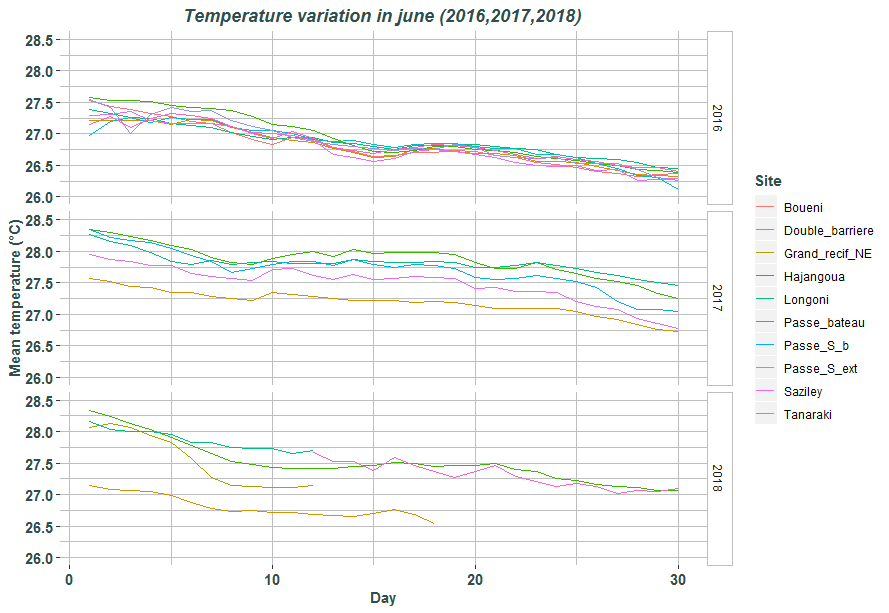 Temperature variation in june (2016,2017,2018)
Mean temperature (°C)
28.5
28.0
27.5
27.0
26.5
26.0
2016
28.5
28.0
27.5
27.0
26.5
26.0
2017
28.5
28.0
27.5
27.0
26.5
26.0
2018
0
10
20
30
Day
Site
Boueni
Double_barriere
Grand_recif_NE
Hajangoua
Longoni
Passe_bateau
Passe_S_b
Passe_S_ext
Saziley
Tanaraki